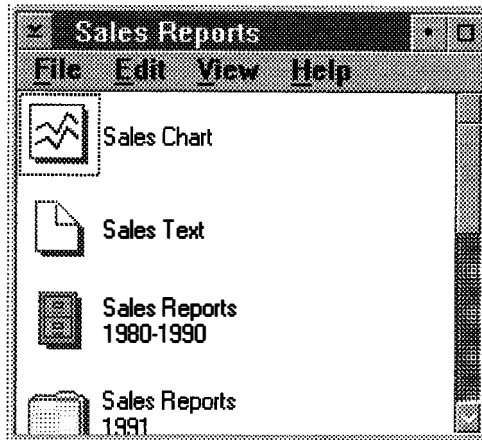 Sales Reports
File Edit View Help
Sales Chart
Sales Text
Sales Reports
1980-1990
Sales Reports
1991